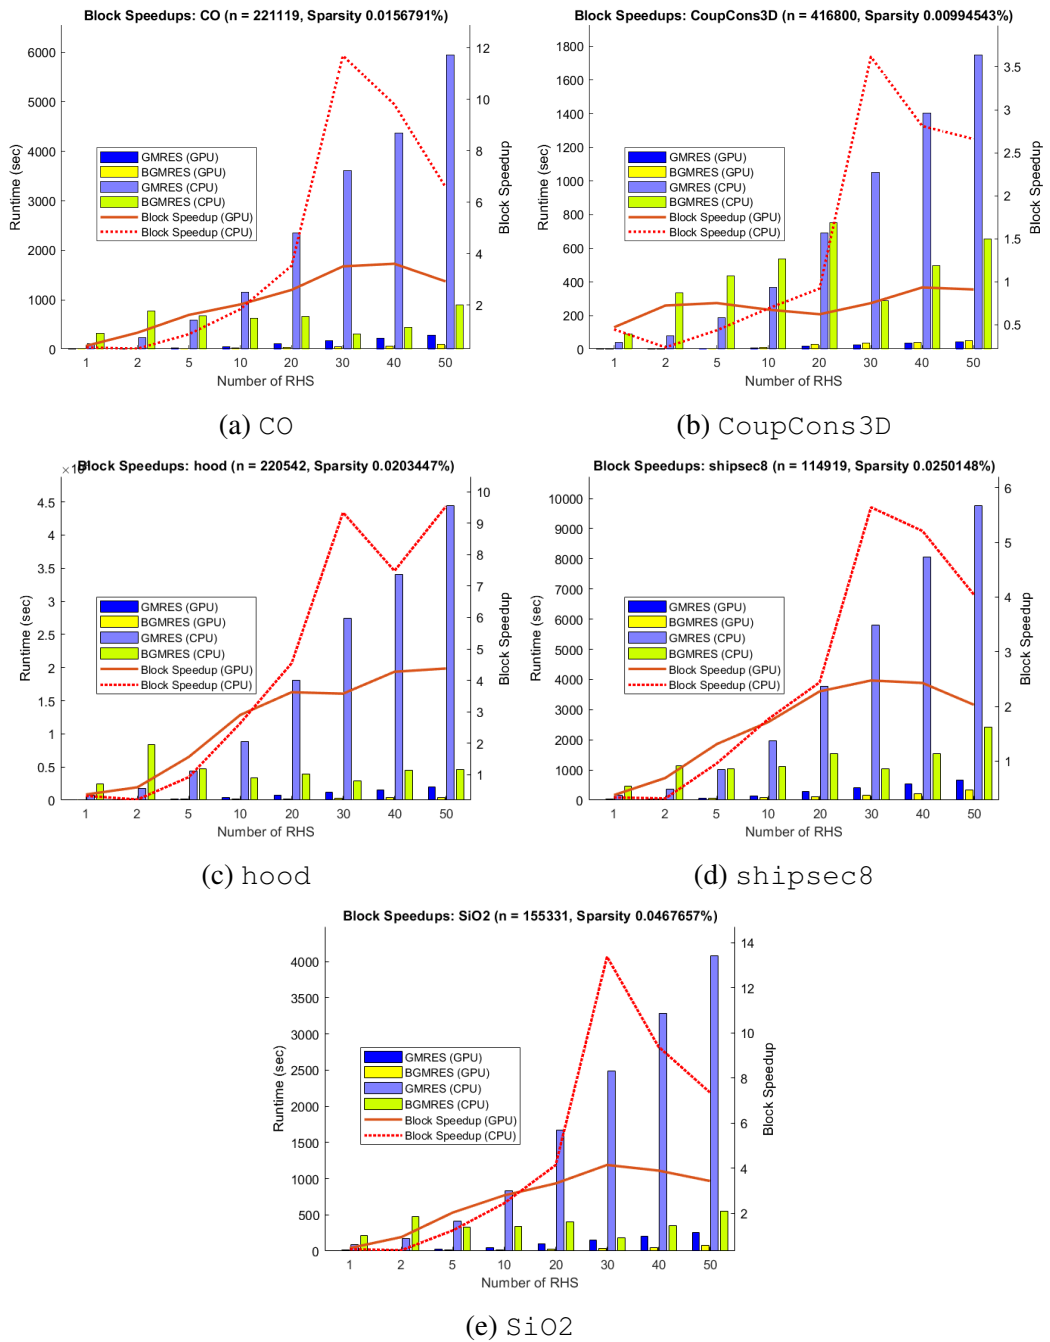 Block Speedups: CO (n = 221119, Sparsity 0.0156791%)
6000
5000
4000
3000
2000
1000
0
Runtime (sec)
GMRES (GPU)
BGMRES (GPU)
GMRES (CPU)
BGMRES (CPU)
Block Speedup (GPU)
Block Speedup (CPU)
12
10
8
6
4
2
Block Speedup
1 2 5 10 20 30 40 50
Number of RHS
(a) CO
Block Speedups: CoupCons3D (n = 416800, Sparsity 0.00994543%)
1800
1600
1400
1200
1000
800
600
400
200
0
Runtime (sec)
GMRES (GPU)
BGMRES (GPU)
GMRES (CPU)
BGMRES (CPU)
Block Speedup (GPU)
Block Speedup (CPU)
3.5
3
2.5
2
1.5
1
0.5
Block Speedup
1 2 5 10 20 30 40 50
Number of RHS
(b) CoupCons3D
Block Speedups: hood (n = 220542, Sparsity 0.0203447%)
4.5
4
3.5
3
2.5
2
1.5
1
0.5
0
Runtime (sec)
GMRES (GPU)
BGMRES (GPU)
GMRES (CPU)
BGMRES (CPU)
Block Speedup (GPU)
Block Speedup (CPU)
10
9
8
7
6
5
4
3
2
1
Block Speedup
1 2 5 10 20 30 40 50
Number of RHS
(c) hood
Block Speedups: shipsec8 (n = 114919, Sparsity 0.0250148%)
10000
9000
8000
7000
6000
5000
4000
3000
2000
1000
0
Runtime (sec)
GMRES (GPU)
BGMRES (GPU)
GMRES (CPU)
BGMRES (CPU)
Block Speedup (GPU)
Block Speedup (CPU)
6
5
4
3
2
1
Block Speedup
1 2 5 10 20 30 40 50
Number of RHS
(d) shipsec8
Block Speedups: SiO2 (n = 155331, Sparsity 0.0467657%)
4000
3500
3000
2500
2000
1500
1000
500
0
Runtime (sec)
GMRES (GPU)
BGMRES (GPU)
GMRES (CPU)
BGMRES (CPU)
Block Speedup (GPU)
Block Speedup (CPU)
14
12
10
8
6
4
2
Block Speedup
1 2 5 10 20 30 40 50
Number of RHS
(e) SiO2